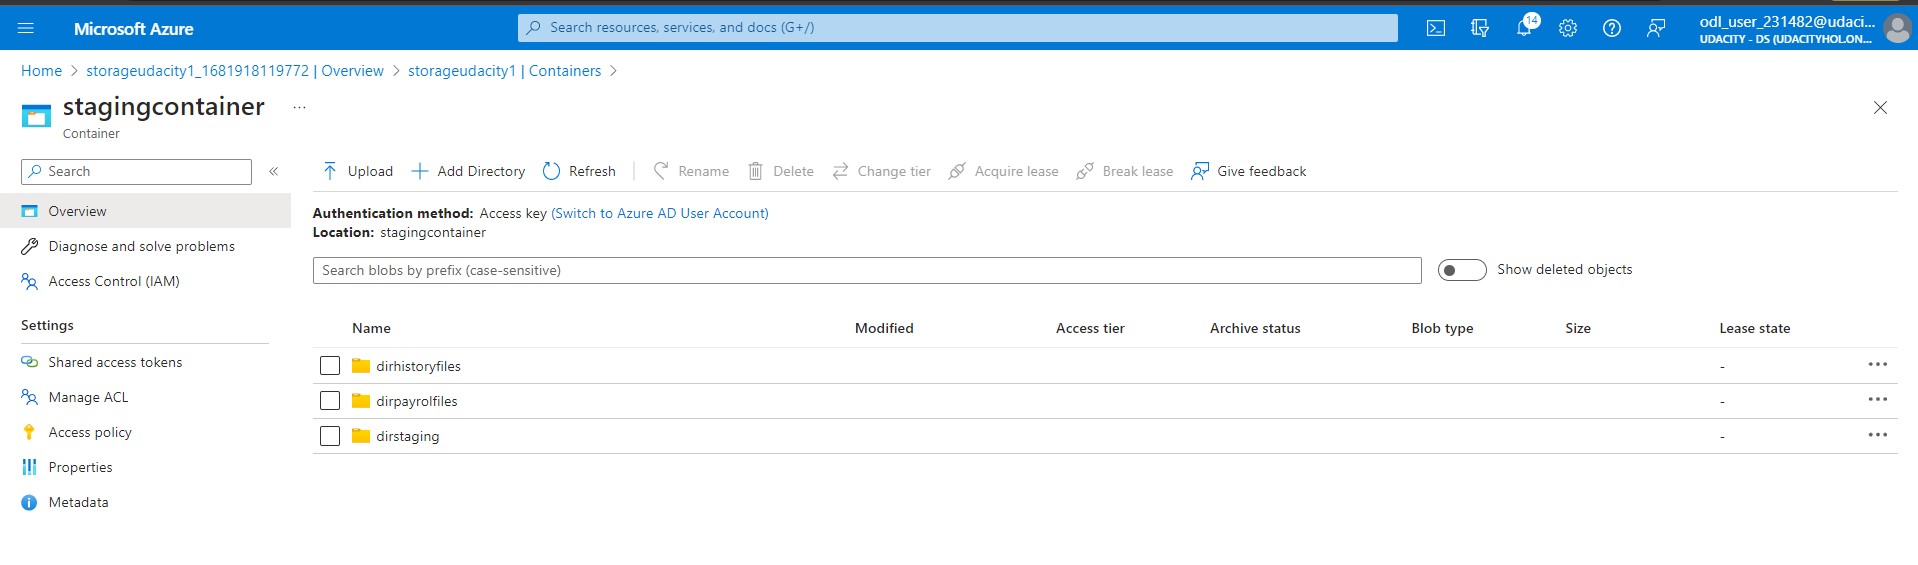 Microsoft Azure
Search resources, services, and docs (G+/)
14
odl_user_231482@udaci...
UDACITY - DS (UDACITYHOL.ON...
Home > storageudacity1_1681918119772 | Overview > storageudacity1 | Containers >
stagingcontainer ...
Container
Search «
Upload Add Directory Refresh Rename Delete Change tier Acquire lease Break lease Give feedback
Overview
Diagnose and solve problems
Access Control (IAM)
Settings
Shared access tokens
Manage ACL
Access policy
Properties
Metadata
Authentication method: Access key (Switch to Azure AD User Account)
Location: stagingcontainer
Search blobs by prefix (case-sensitive)
Show deleted objects
Name Modified Access tier Archive status Blob type Size Lease state
dirhistoryfiles - ...
dirpayrolfiles - ...
dirstaging - ...